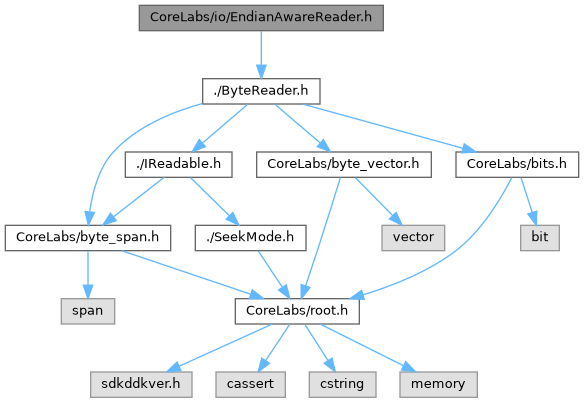 CoreLabs/io/EndianAwareReader.h
./ByteReader.h
./IReadable.h
CoreLabs/byte_vector.h
CoreLabs/bits.h
CoreLabs/byte_span.h
./SeekMode.h
vector
bit
span
CoreLabs/root.h
sdkddkver.h
cassert
cstring
memory